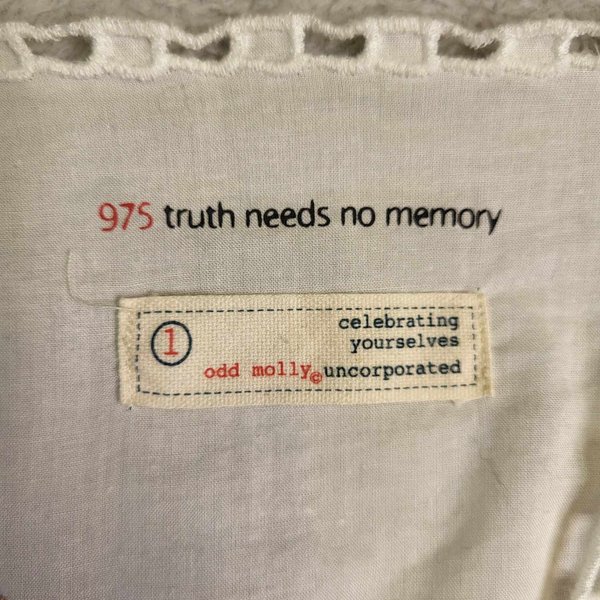 975 truth needs no memory
1
celebrating
yourselves
odd molly©uncorporated